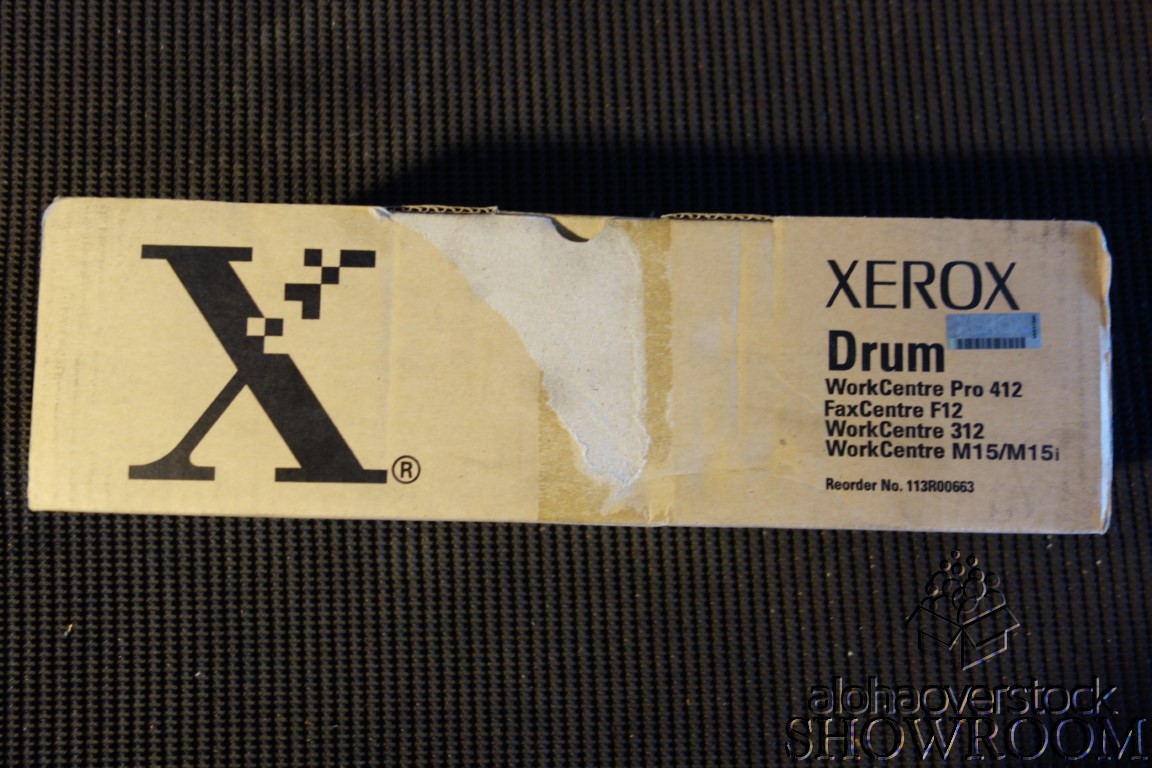 X®
XEROX
Drum
WorkCentre Pro 412
FaxCentre F12
WorkCentre 312
WorkCentre M15/M15i
Reorder No. 113R00663
alohaoverstock
SHOWROOM